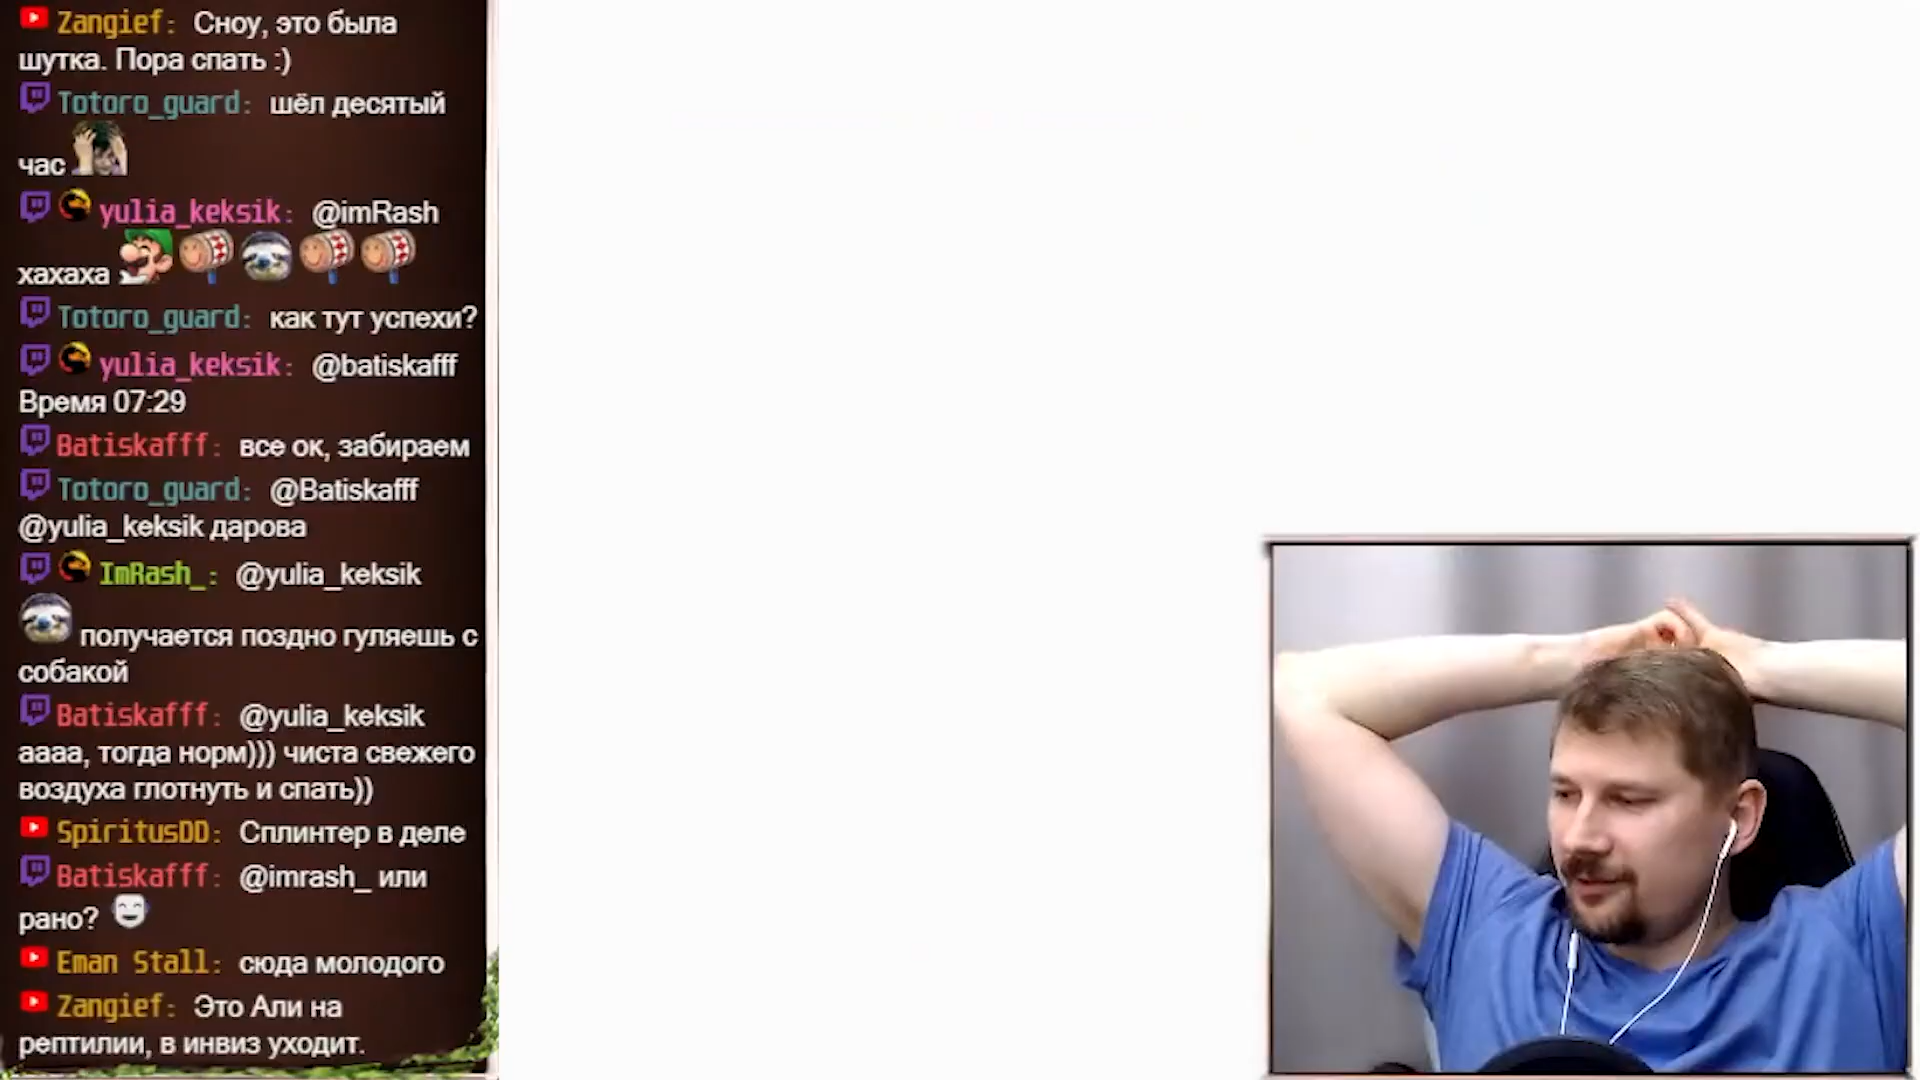 Zangief: Сноу, это была
шутка. Пора спать :)
Totoro_guard: шёл десятый
час
yulia_keksik: @imRash
хахаха
Totoro_guard: как тут успехи?
yulia_keksik: @batiskafff
Время 07:29
Batiskafff: все ок, забираем
Totoro_guard: @Batiskafff
@yulia_keksik дарова
ImRash_: @yulia_keksik
получается поздно гуляешь с
собакой
Batiskafff: @yulia_keksik
аааа, тогда норм))) чиста свежего
воздуха глотнуть и спать))
SpiritusDD: Сплинтер в деле
Batiskafff: @imrash_ или
рано?
Eman Stall: сюда молодого
Zangief: Это Али на
рептилии, в инвиз уходит.